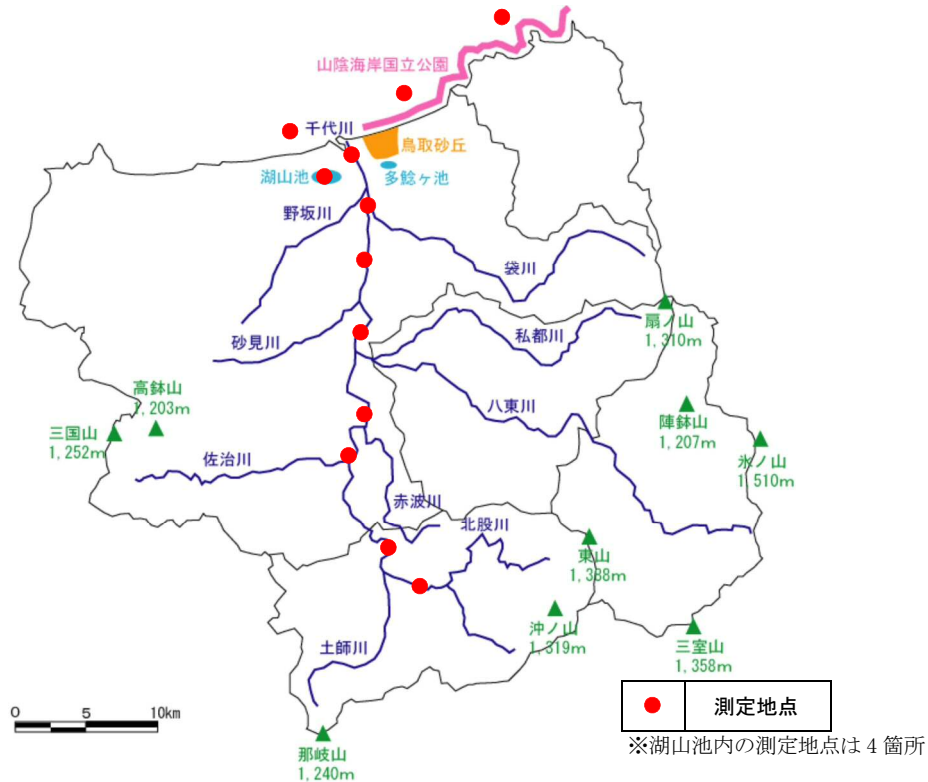 山陰海岸国立公園
千代川
鳥取砂丘
湖山池
多鯰ヶ池
野坂川
袋川
扇ノ山
1,310m
砂見川
私都川
高鉢山
1,203m
八東川
陣鉢山
1,207m
三国山
1,252m
氷ノ山
1,510m
佐治川
赤波川
北股川
東山
1,388m
沖ノ山
1,319m
土師川
三室山
1,358m
0 5 10km
測定地点
※湖山池内の測定地点は4箇所
那岐山
1,240m